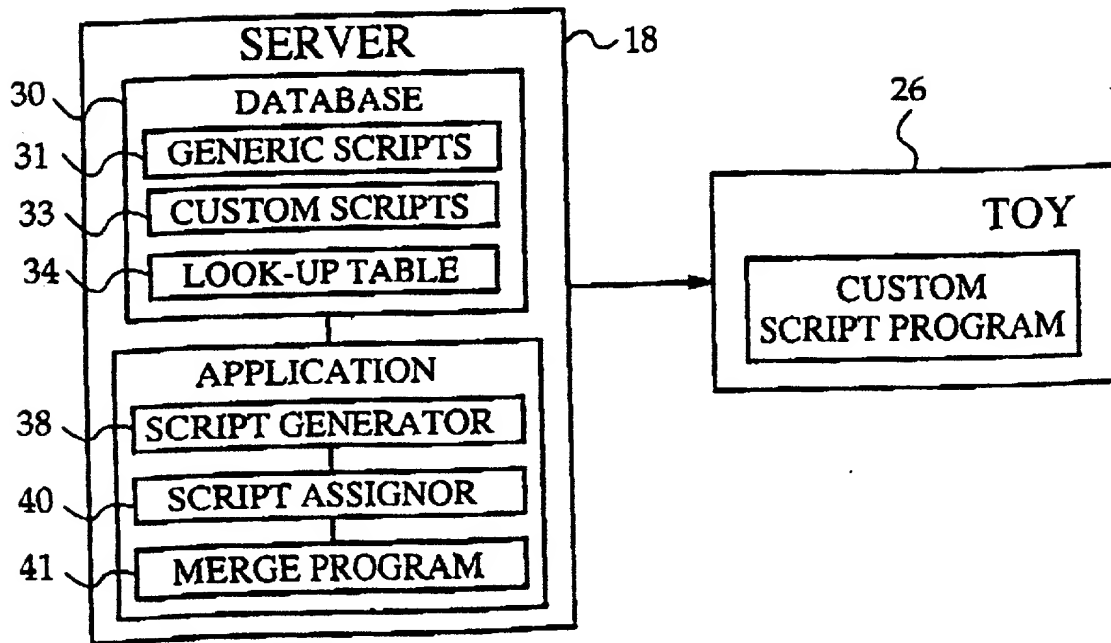 SERVER
18
30
DATABASE
31
GENERIC SCRIPTS
33
CUSTOM SCRIPTS
34
LOOK-UP TABLE
APPLICATION
38
SCRIPT GENERATOR
40
SCRIPT ASSIGNOR
41
MERGE PROGRAM
26
TOY
CUSTOM
SCRIPT PROGRAM